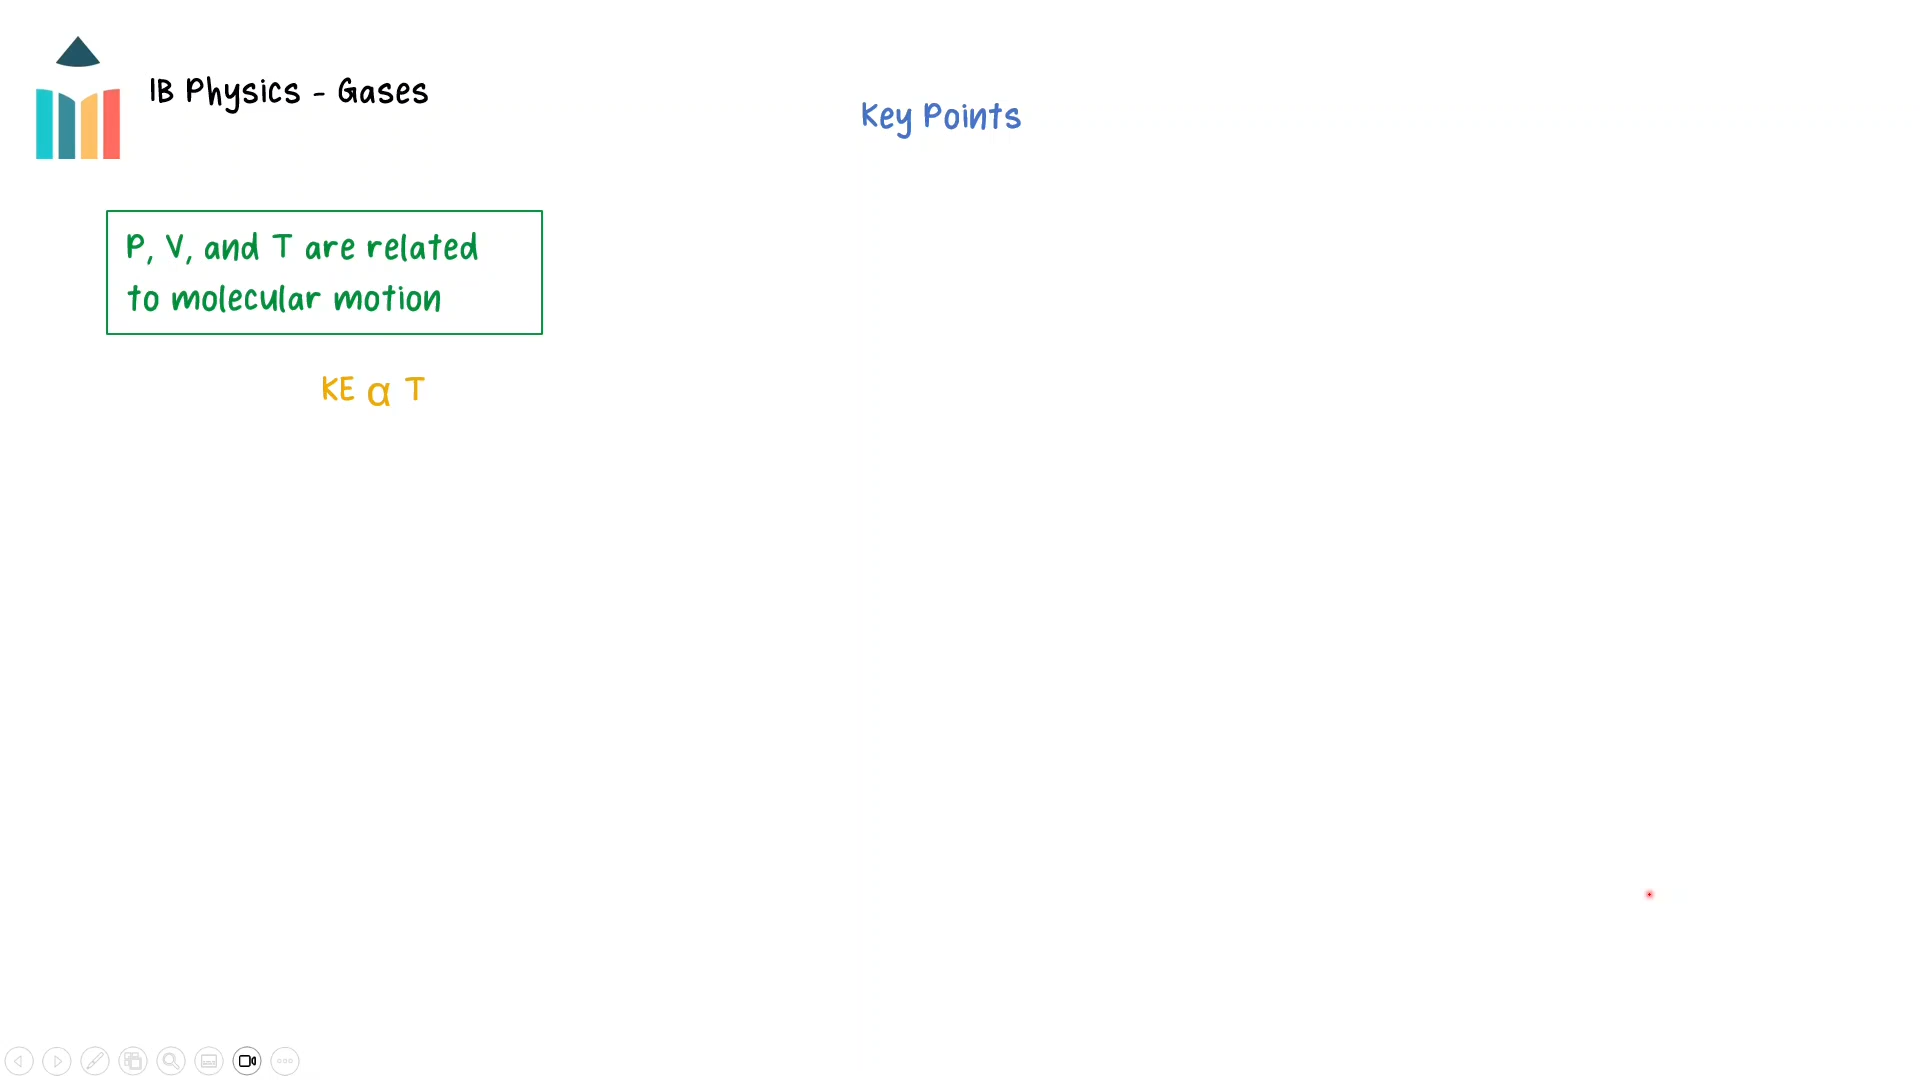 IB Physics - Gases
Key Points
P, V, and T are related
to molecular motion
KE α T